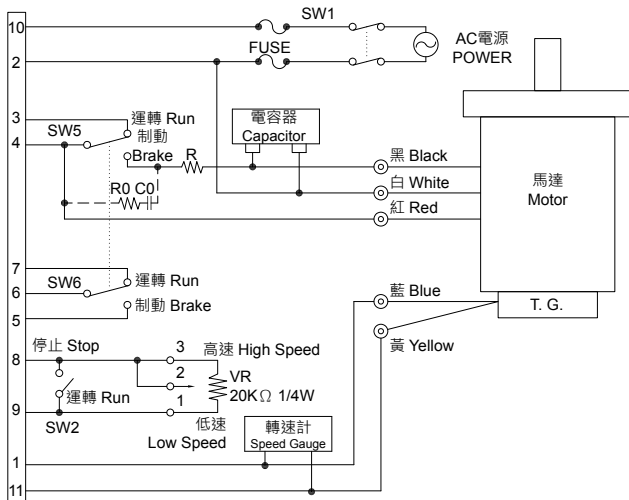 10
SW1
AC電源
POWER
2
FUSE
3
運轉 Run
電容器
Capacitor
SW5
制動
4
Brake
R
黑 Black
白 White
馬達
Motor
R0 C0
紅 Red
7
運轉 Run
SW6
6
藍 Blue
制動 Brake
T. G.
5
黃 Yellow
停止 Stop
3
高速 High Speed
8
2
VR
運轉 Run
20KΩ 1/4W
1
9
低速
轉速計
SW2
Low Speed
Speed Gauge
1
11